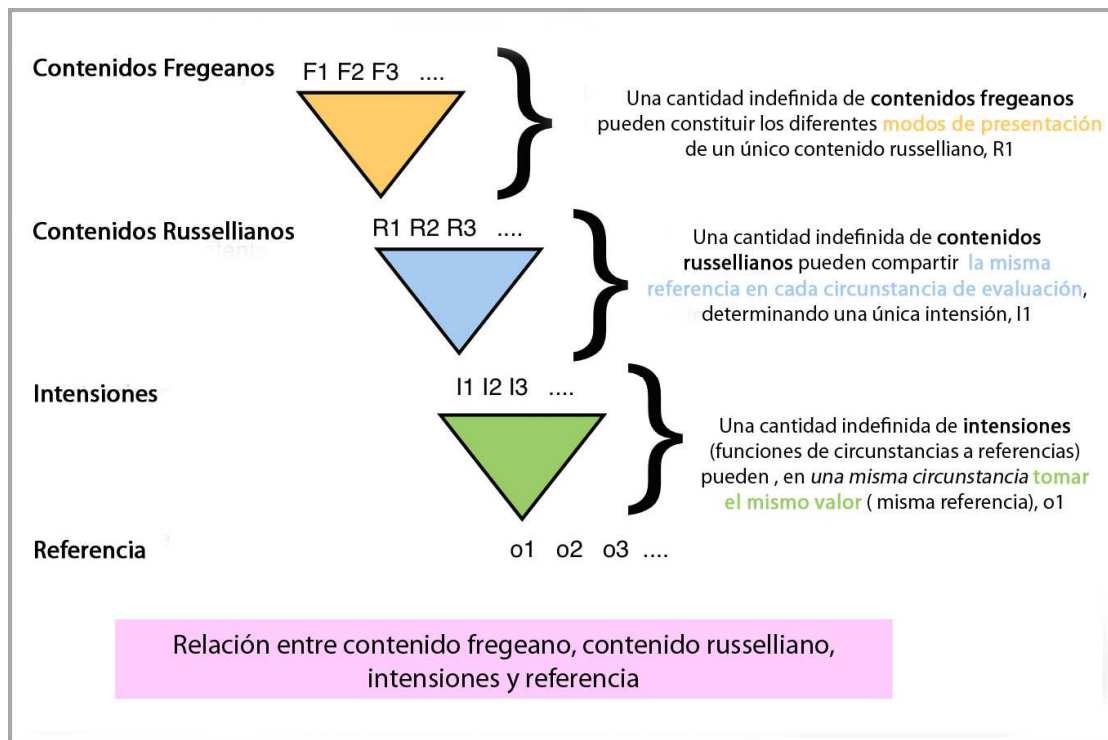 Contenidos Fregeanos
F1 F2 F3 ....
Una cantidad indefinida de contenidos fregeanos
pueden constituir los diferentes modos de presentación
de un único contenido russelliano, R1
Contenidos Russellianos
R1 R2 R3 ....
Una cantidad indefinida de contenidos
russellianos pueden compartir la misma
referencia en cada circunstancia de evaluación,
determinando una única intensión, I1
Intensiones
I1 I2 I3 ....
Una cantidad indefinida de intensiones
(funciones de circunstancias a referencias)
pueden , en una misma circunstancia tomar
el mismo valor ( misma referencia), o1
Referencia
o1 o2 o3 ....
Relación entre contenido fregeano, contenido russelliano,
intensiones y referencia